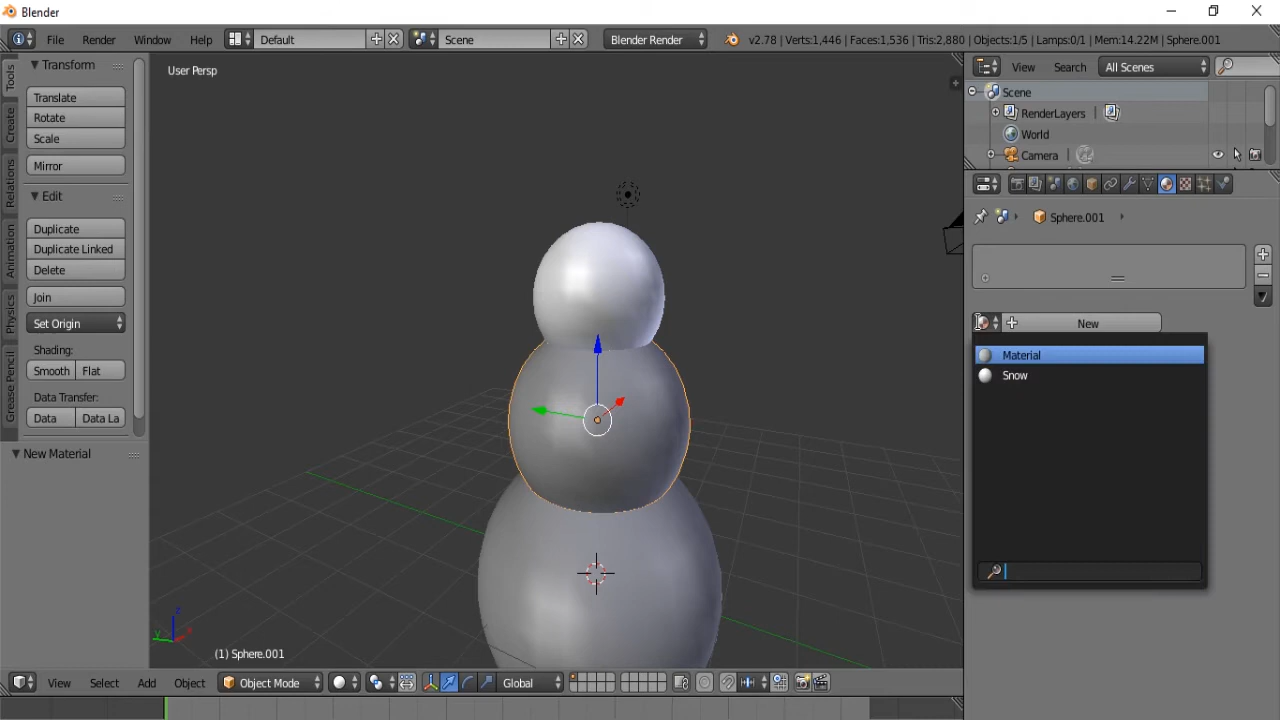 Blender
File Render Window Help Default Scene Blender Render v2.78 | Verts:1,446 | Faces:1,536 | Tris:2,880 | Objects:1/5 | Lamps:0/1 | Mem:14.22M | Sphere.001
Tools
Create
Relations
Animation
Physics
Grease Pencil
Transform
Translate
Rotate
Scale
Mirror
Edit
Duplicate
Duplicate Linked
Delete
Join
Set Origin
Shading:
Smooth Flat
Data Transfer:
Data Data La
New Material
User Persp
z
y x
(1) Sphere.001
View Select Add Object Object Mode Global
View Search All Scenes
Scene
RenderLayers |
World
Camera |
Sphere.001
New
Material
Snow